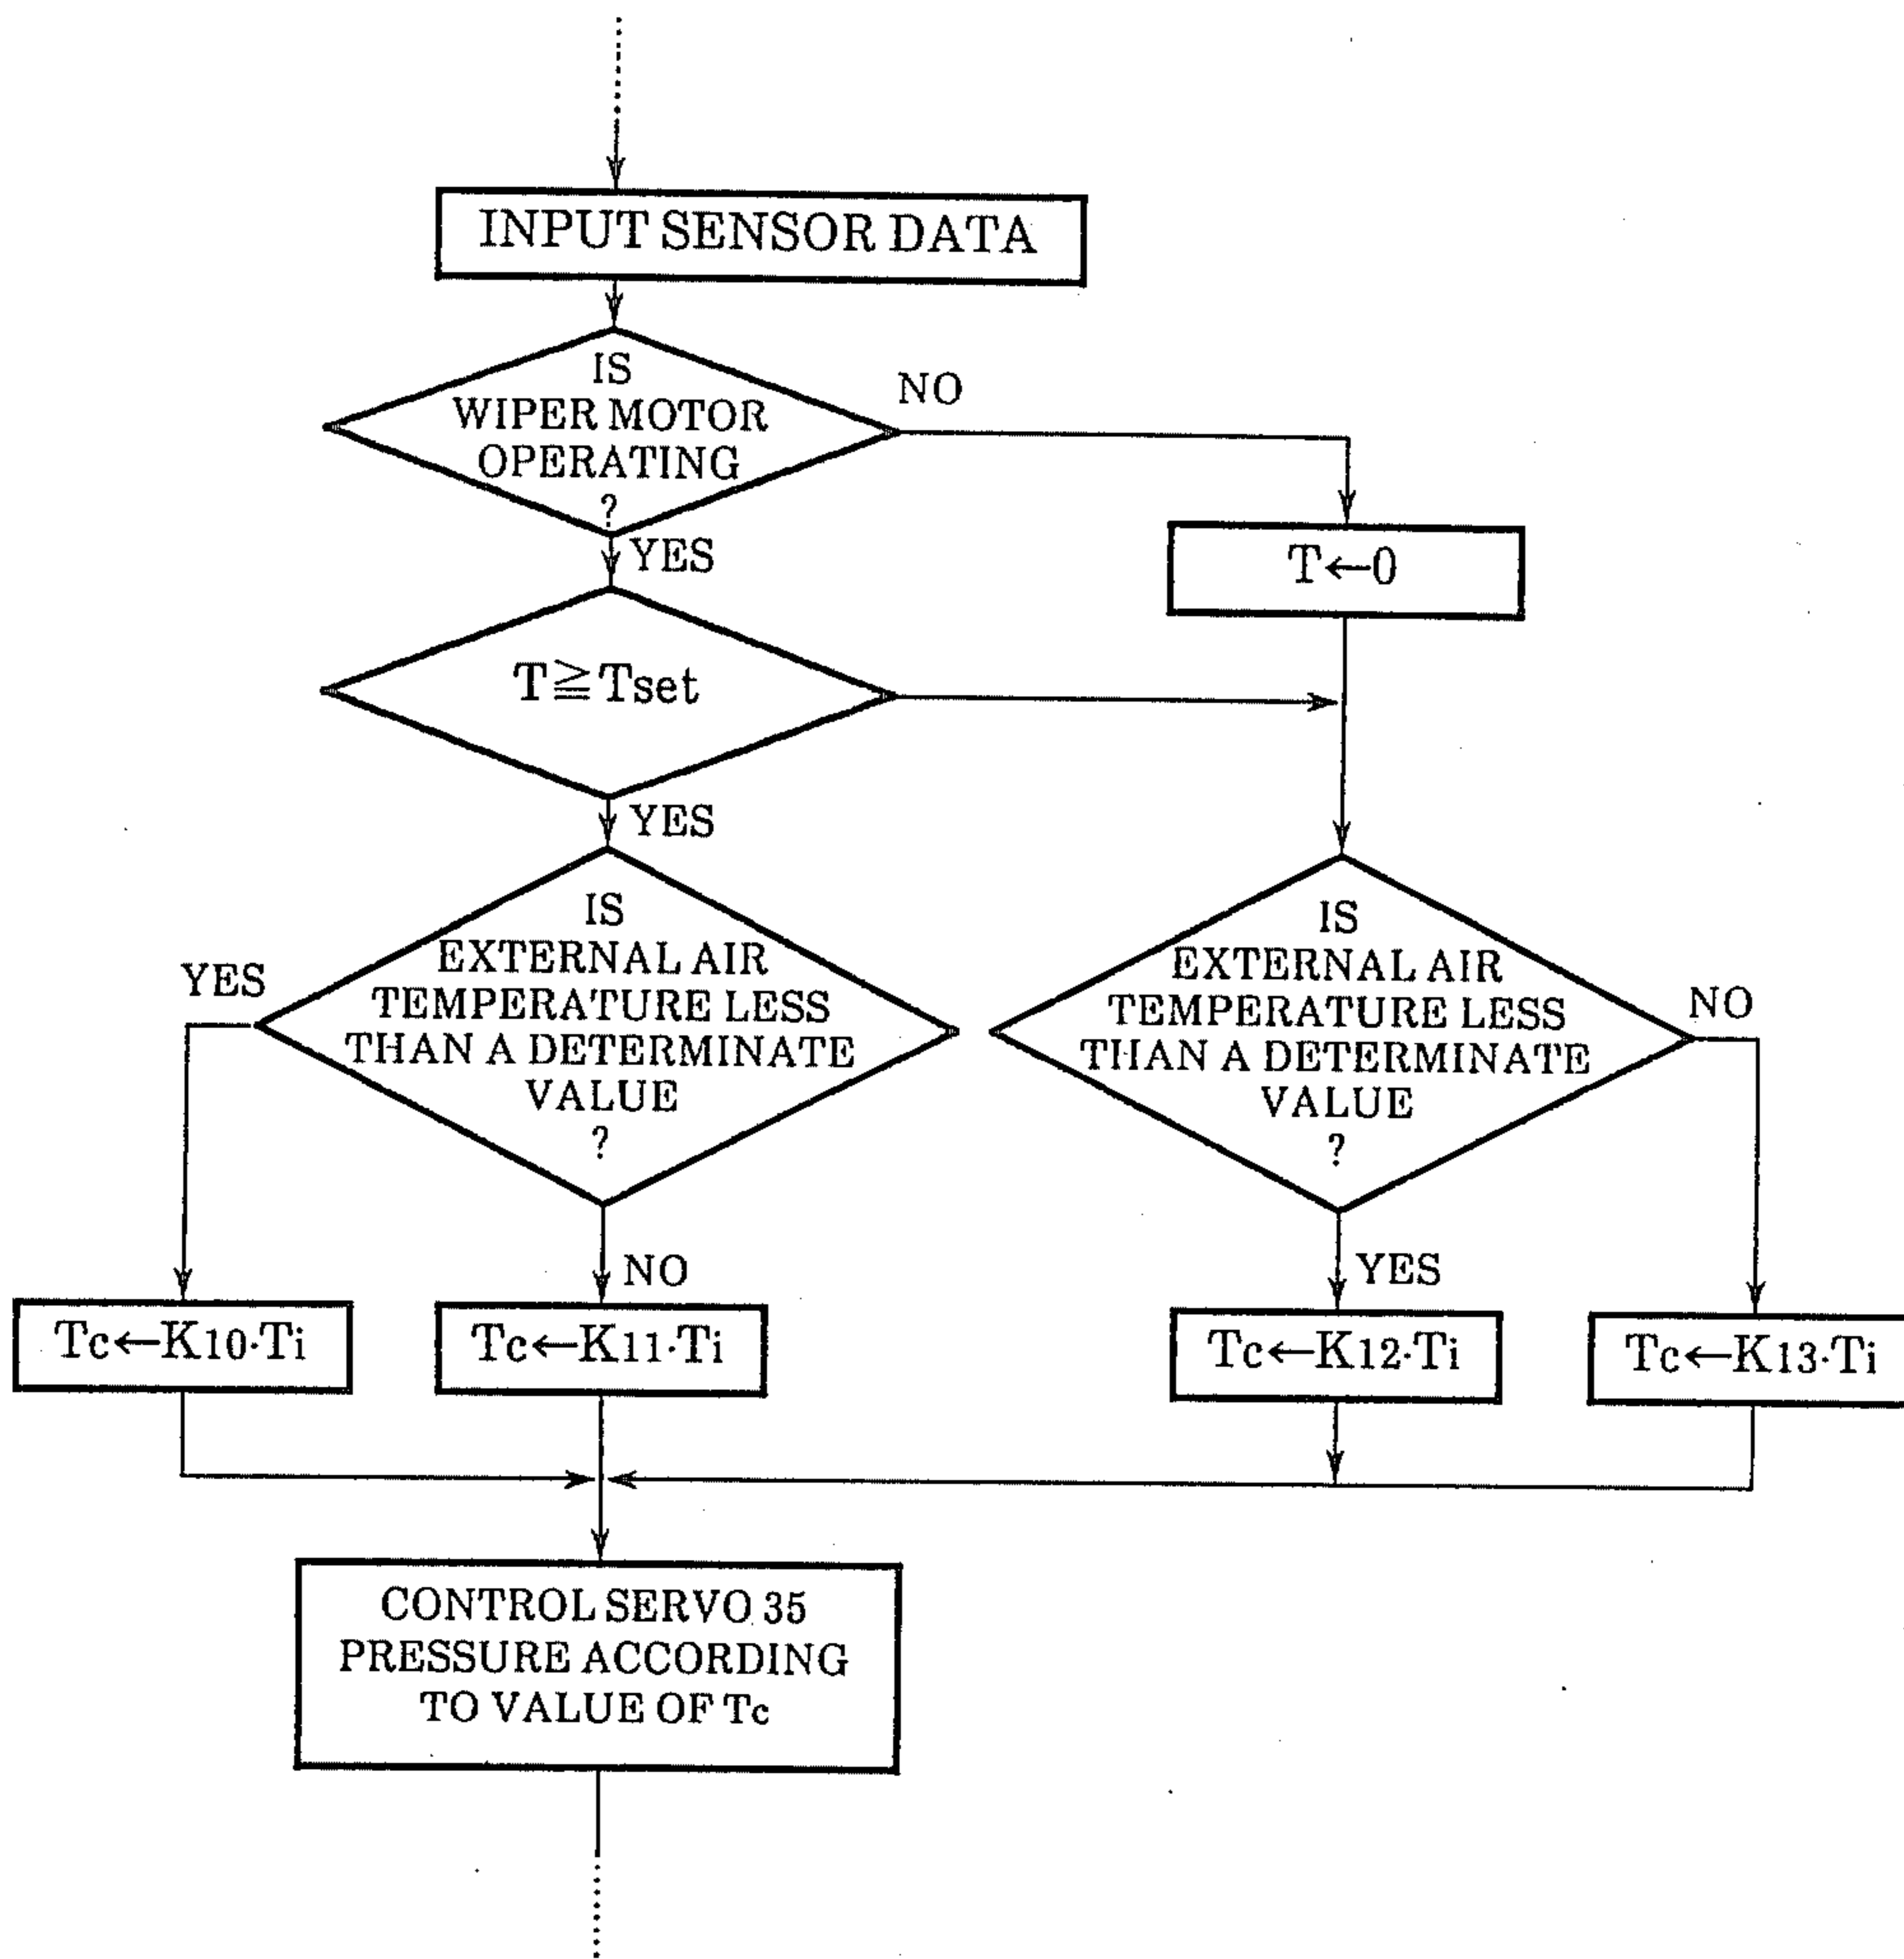 INPUT SENSOR DATA
IS
WIPER MOTOR
OPERATING
?
NO
YES
T←0
T≧Tset
YES
IS
EXTERNAL AIR
TEMPERATURE LESS
THAN A DETERMINATE
VALUE
?
YES
NO
IS
EXTERNAL AIR
TEMPERATURE LESS
THAN A DETERMINATE
VALUE
?
NO
YES
Tc←K10·Ti
Tc←K11·Ti
Tc←K12·Ti
Tc←K13·Ti
CONTROL SERVO 35
PRESSURE ACCORDING
TO VALUE OF Tc